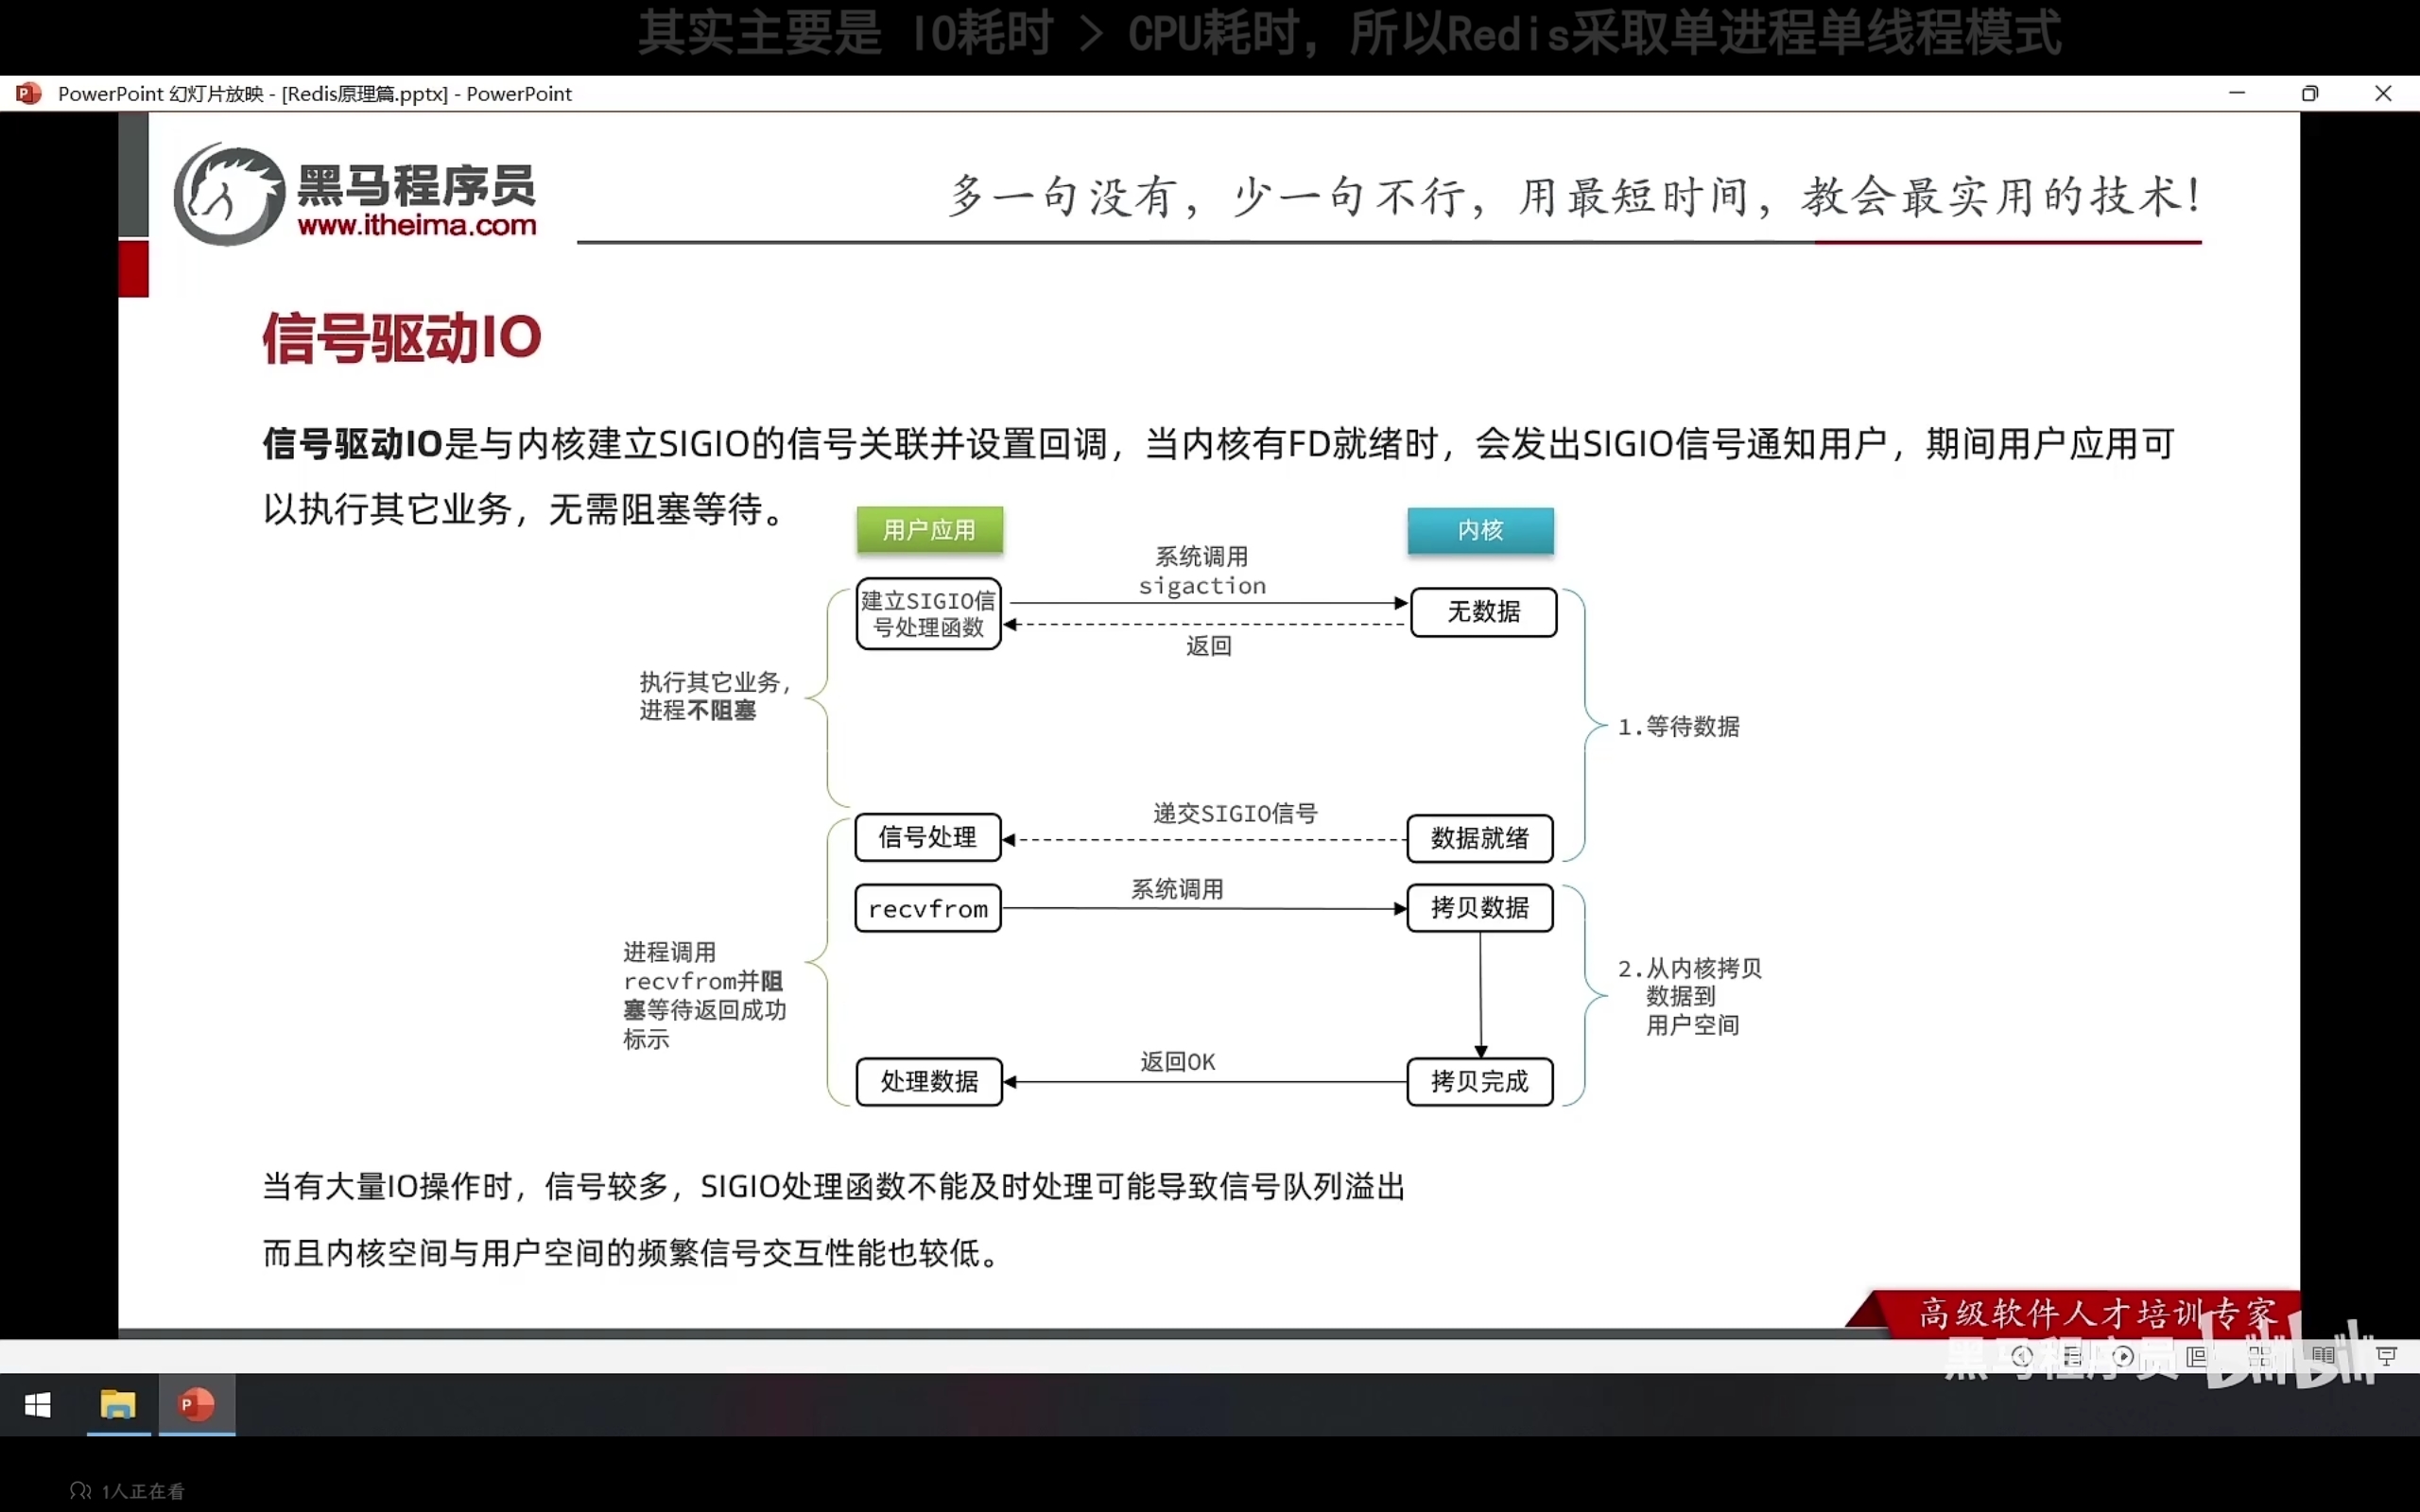 其实主要是 IO耗时 > CPU耗时，所以Redis采取单进程单线程模式
PowerPoint 幻灯片放映 - [Redis原理篇.pptx] - PowerPoint
黑马程序员
www.itheima.com
多一句没有，少一句不行，用最短时间，教会最实用的技术！
信号驱动IO
信号驱动IO是与内核建立SIGIO的信号关联并设置回调，当内核有FD就绪时，会发出SIGIO信号通知用户，期间用户应用可
以执行其它业务，无需阻塞等待。
用户应用
内核
系统调用
sigaction
建立SIGIO信
号处理函数
无数据
返回
执行其它业务，
进程不阻塞
1.等待数据
递交SIGIO信号
信号处理
数据就绪
系统调用
recvfrom
拷贝数据
进程调用
recvfrom并阻
塞等待返回成功
标示
2.从内核拷贝
数据到
用户空间
返回OK
处理数据
拷贝完成
当有大量IO操作时，信号较多，SIGIO处理函数不能及时处理可能导致信号队列溢出
而且内核空间与用户空间的频繁信号交互性能也较低。
高级软件人才培训专家
黑马程序员 bilibili
1人正在看